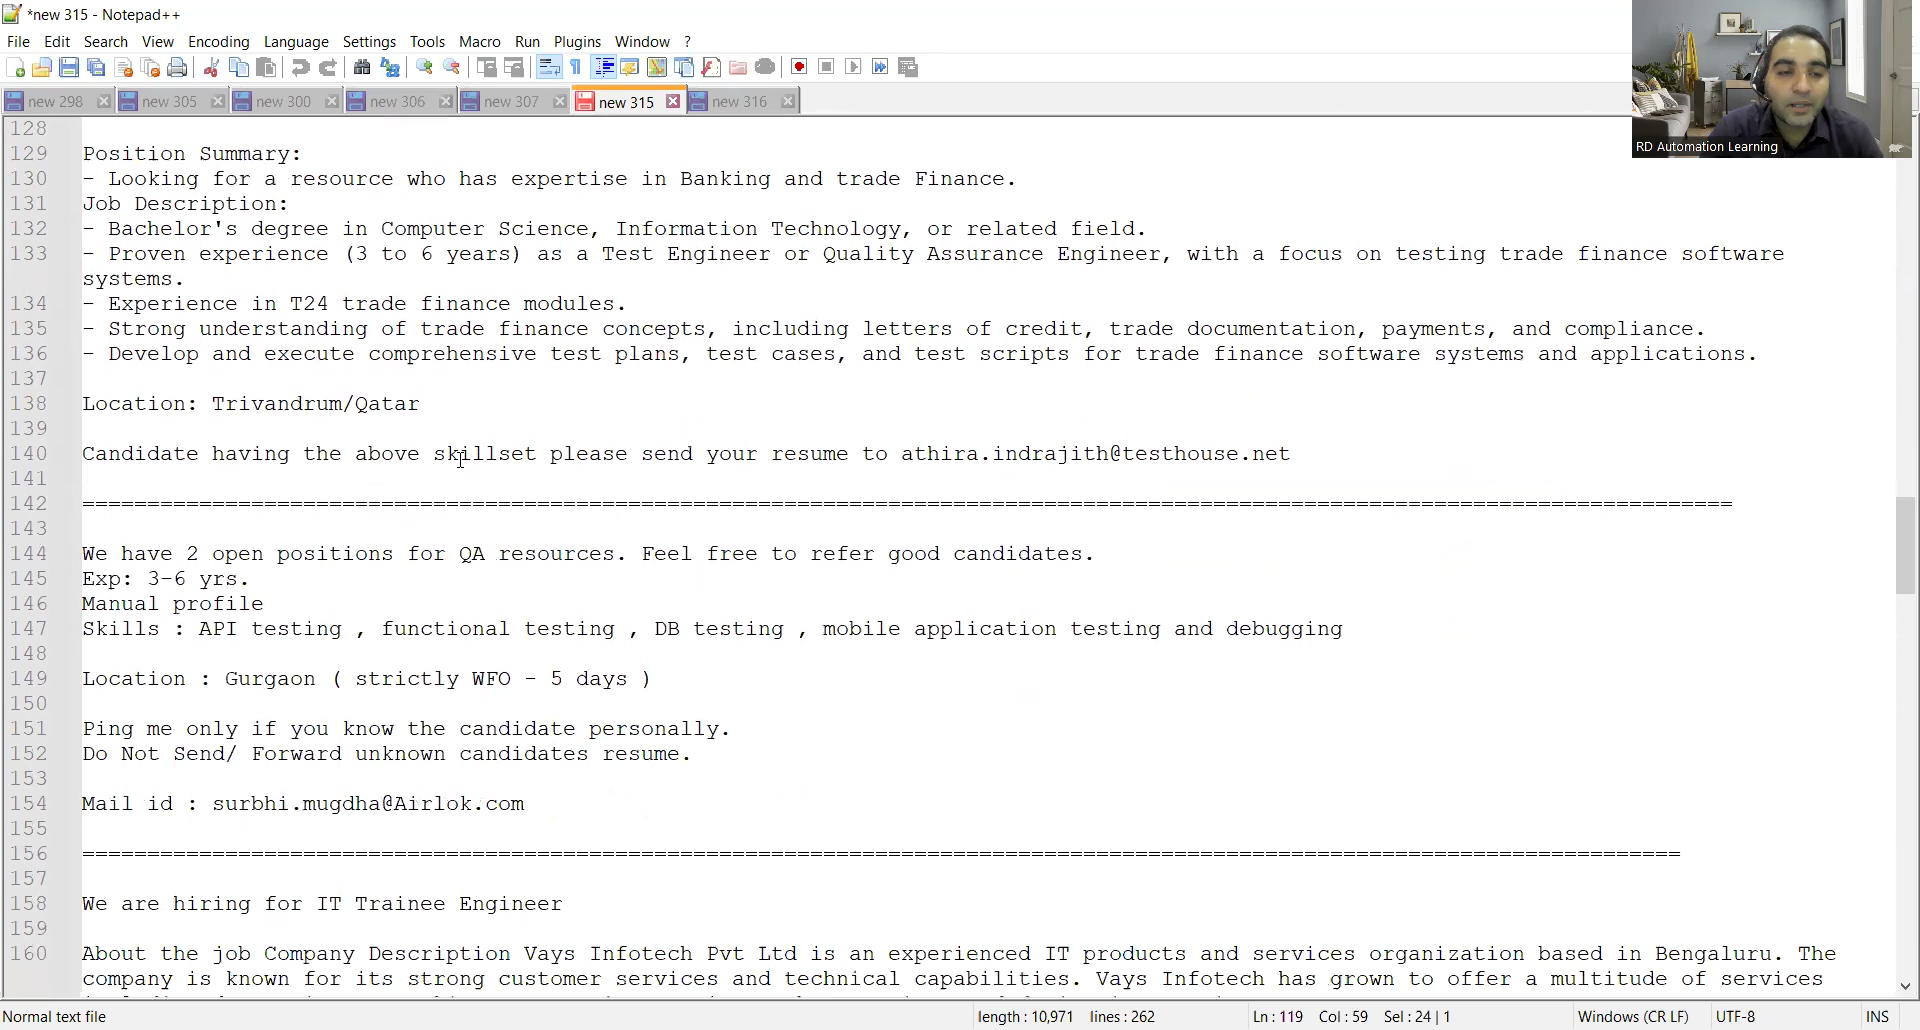 *new 315 - Notepad++
File Edit Search View Encoding Language Settings Tools Macro Run Plugins Window ?
new 298 new 305 new 300 new 306 new 307 new 315 new 316
RD Automation Learning
128
129 Position Summary:
130 - Looking for a resource who has expertise in Banking and trade Finance.
131 Job Description:
132 - Bachelor's degree in Computer Science, Information Technology, or related field.
133 - Proven experience (3 to 6 years) as a Test Engineer or Quality Assurance Engineer, with a focus on testing trade finance software
systems.
134 - Experience in T24 trade finance modules.
135 - Strong understanding of trade finance concepts, including letters of credit, trade documentation, payments, and compliance.
136 - Develop and execute comprehensive test plans, test cases, and test scripts for trade finance software systems and applications.
137
138 Location: Trivandrum/Qatar
139
140 Candidate having the above skillset please send your resume to athira.indrajith@testhouse.net
141
142 ===============================================================================================================================
143
144 We have 2 open positions for QA resources. Feel free to refer good candidates.
145 Exp: 3-6 yrs.
146 Manual profile
147 Skills : API testing , functional testing , DB testing , mobile application testing and debugging
148
149 Location : Gurgaon ( strictly WFO - 5 days )
150
151 Ping me only if you know the candidate personally.
152 Do Not Send/ Forward unknown candidates resume.
153
154 Mail id : surbhi.mugdha@Airlok.com
155
156 ===========================================================================================================================
157
158 We are hiring for IT Trainee Engineer
159
160 About the job Company Description Vays Infotech Pvt Ltd is an experienced IT products and services organization based in Bengaluru. The
company is known for its strong customer services and technical capabilities. Vays Infotech has grown to offer a multitude of services
Normal text file length : 10,971 lines : 262 Ln : 119 Col : 59 Sel : 24 | 1 Windows (CR LF) UTF-8 INS